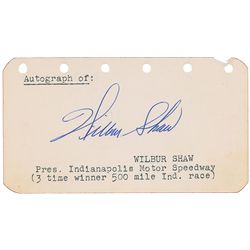 Autograph of:
Wilbur Shaw
WILBUR SHAW
Pres. Indianapolis Motor Speedway
(3 time winner 500 mile Ind. race)